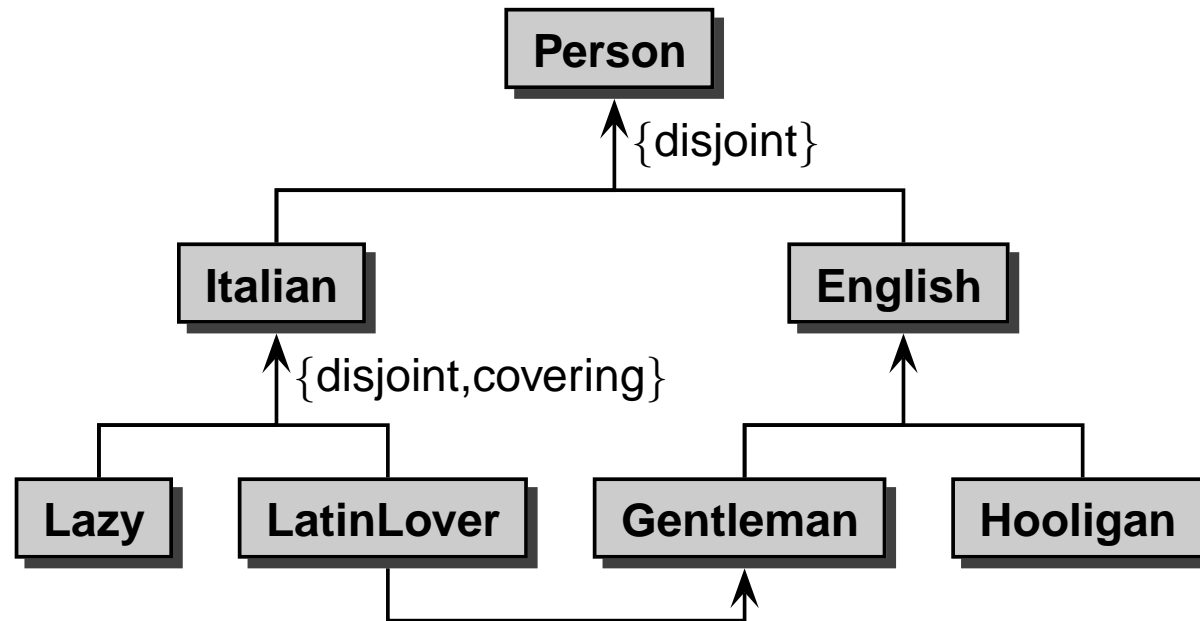 Person
{disjoint}
Italian
English
{disjoint,covering}
Lazy
LatinLover
Gentleman
Hooligan